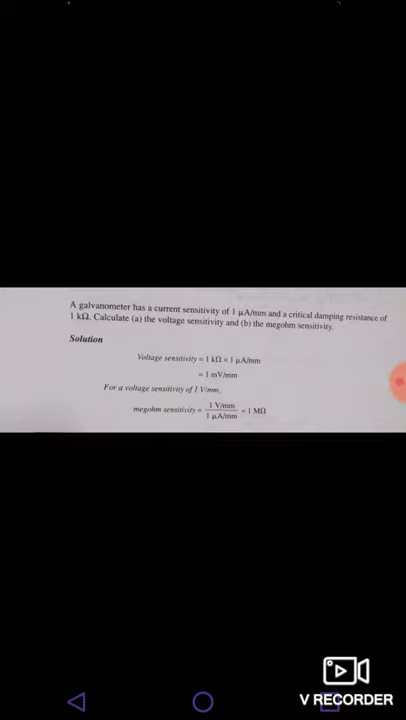 A galvanometer has a current sensitivity of 1 μA/mm and a critical damping resistance of
1 kΩ. Calculate (a) the voltage sensitivity and (b) the megohm sensitivity.
Solution
Voltage sensitivity = 1 kΩ × 1 μA/mm
= 1 mV/mm
For a voltage sensitivity of 1 V/mm,
megohm sensitivity = 1 V/mm / 1 μA/mm = 1 MΩ
V RECORDER